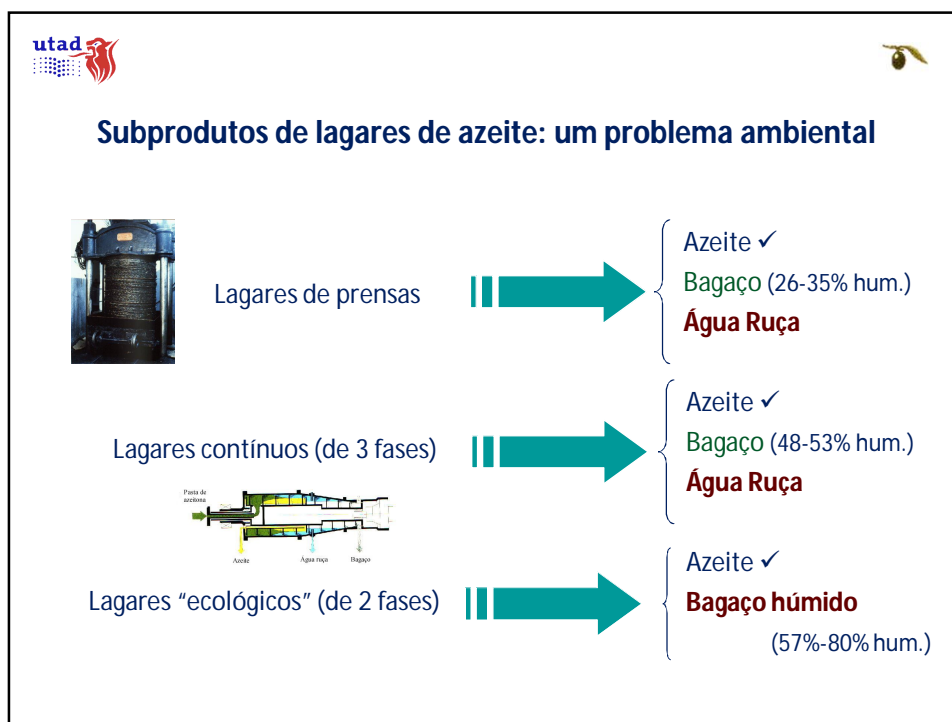 utad
Subprodutos de lagares de azeite: um problema ambiental
Lagares de prensas
Azeite ✓
Bagaço (26-35% hum.)
Água Ruça
Lagares contínuos (de 3 fases)
Azeite ✓
Bagaço (48-53% hum.)
Água Ruça
Pasta de
azeitona
Azeite
Água ruça
Bagaço
Lagares “ecológicos” (de 2 fases)
Azeite ✓
Bagaço húmido
(57%-80% hum.)